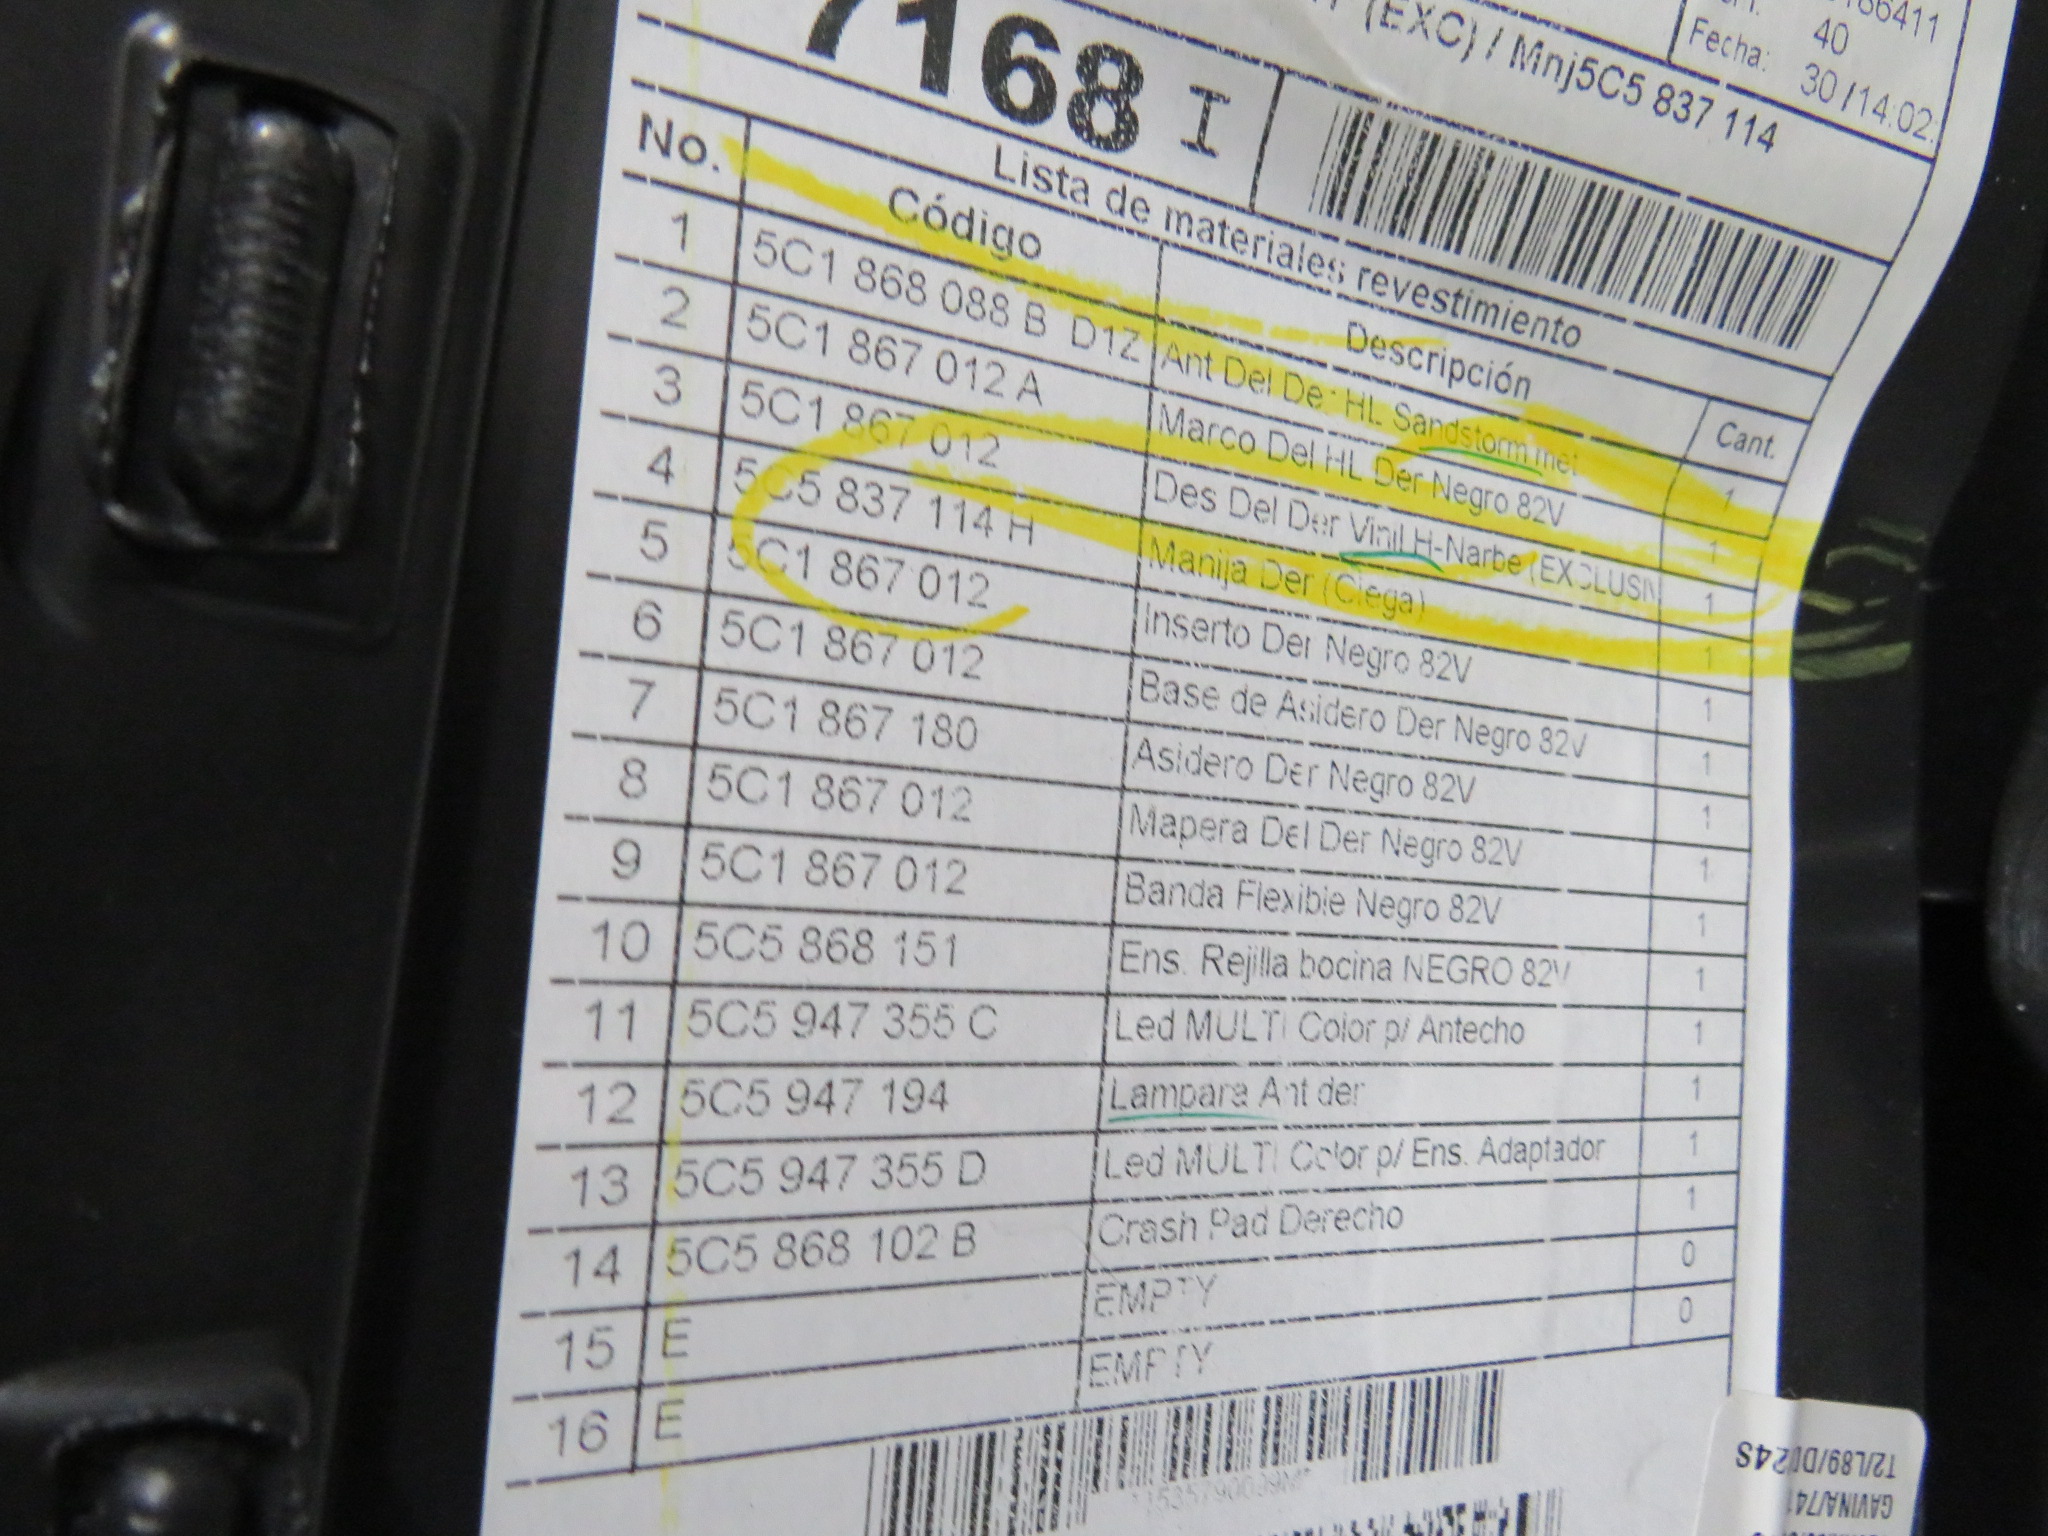 7168 I
(EXC) / Mnj5C5 837 114
40
Fecha: 30 /14:02:
Lista de materiales revestimiento
No. Código Descripción Cant.
1 5C1 868 088 B D1Z Ant Del Der HL Sandstorm met 1
2 5C1 867 012 A Marco Del HL Der Negro 82V 1
3 5C1 867 012 Des Del Der Vinil H-Narbe (EXCLUSIV 1
4 5C5 837 114 H Manija Der (Ciega) 1
5 5C1 867 012 Inserto Der Negro 82V 1
6 5C1 867 012 Base de Asidero Der Negro 82V 1
7 5C1 867 180 Asidero Der Negro 82V 1
8 5C1 867 012 Mapera Del Der Negro 82V 1
9 5C1 867 012 Banda Flexible Negro 82V 1
10 5C5 868 151 Ens. Rejilla bocina NEGRO 82V 1
11 5C5 947 355 C Led MULTI Color p/ Antecho 1
12 5C5 947 194 Lampara Ant der 1
13 5C5 947 355 D Led MULTI Color p/ Ens. Adaptador 1
14 5C5 868 102 B Crash Pad Derecho 1
15 E EMPTY 0
16 E EMPTY 0